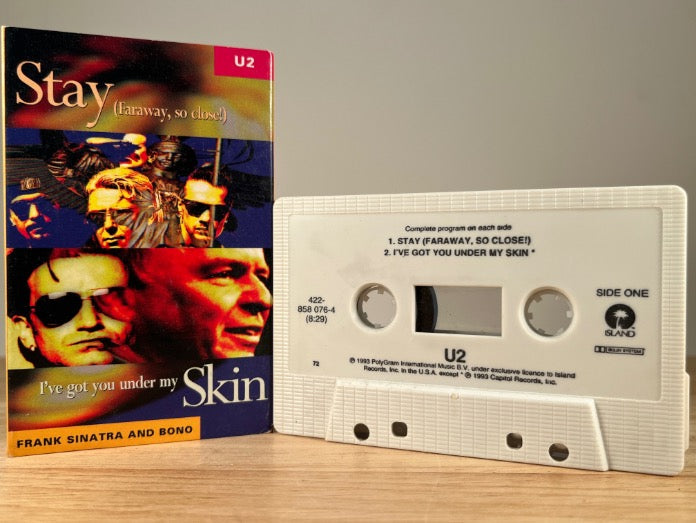 U2
Stay
(Faraway, so close!)
I've got you under my Skin
FRANK SINATRA AND BONO
Complete program on each side
1. STAY (FARAWAY, SO CLOSE!)
2. I'VE GOT YOU UNDER MY SKIN *
422-
858 076-4
(8:29)
SIDE ONE
ISLAND
DOLBY SYSTEM
72
U2
℗ 1993 PolyGram International Music B.V. under exclusive licence to Island
Records, Inc. in the U.S.A. except * ℗ 1993 Capitol Records, Inc.